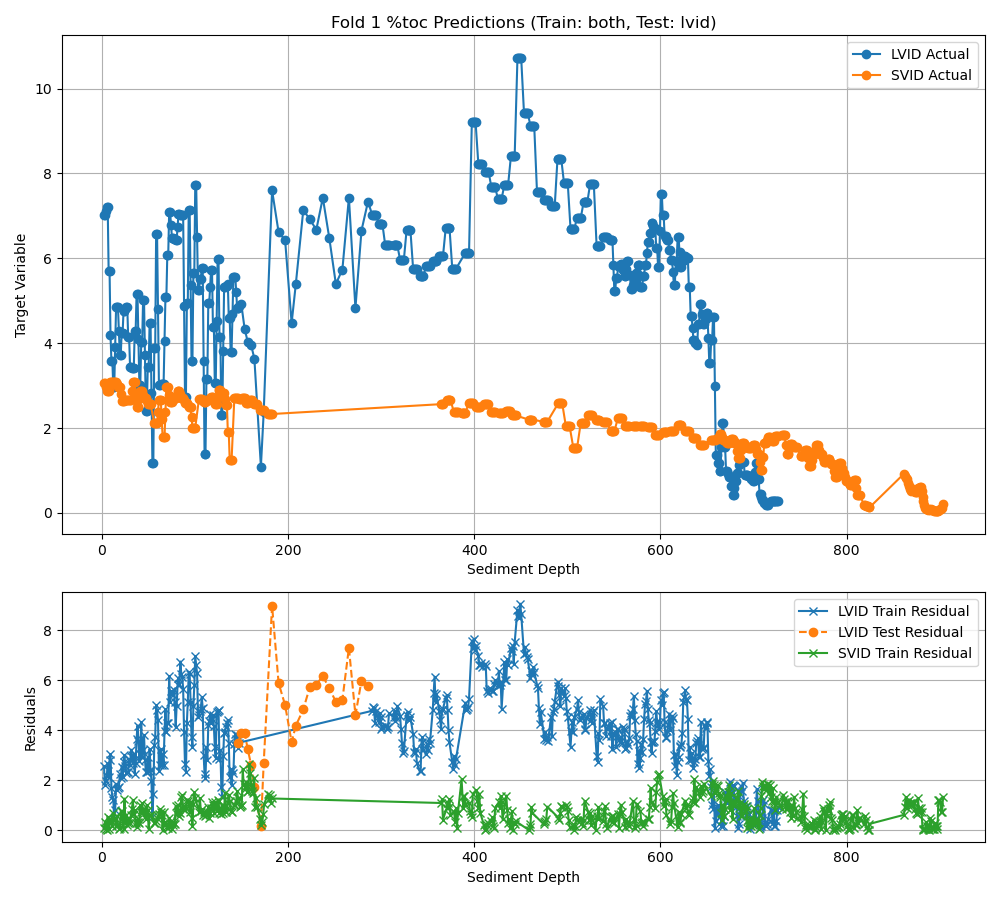 Fold 1 %toc Predictions (Train: both, Test: lvid)
LVID Actual
SVID Actual
Target Variable
10
8
6
4
2
0
0 200 400 600 800
Sediment Depth
LVID Train Residual
LVID Test Residual
SVID Train Residual
Residuals
8
6
4
2
0
0 200 400 600 800
Sediment Depth